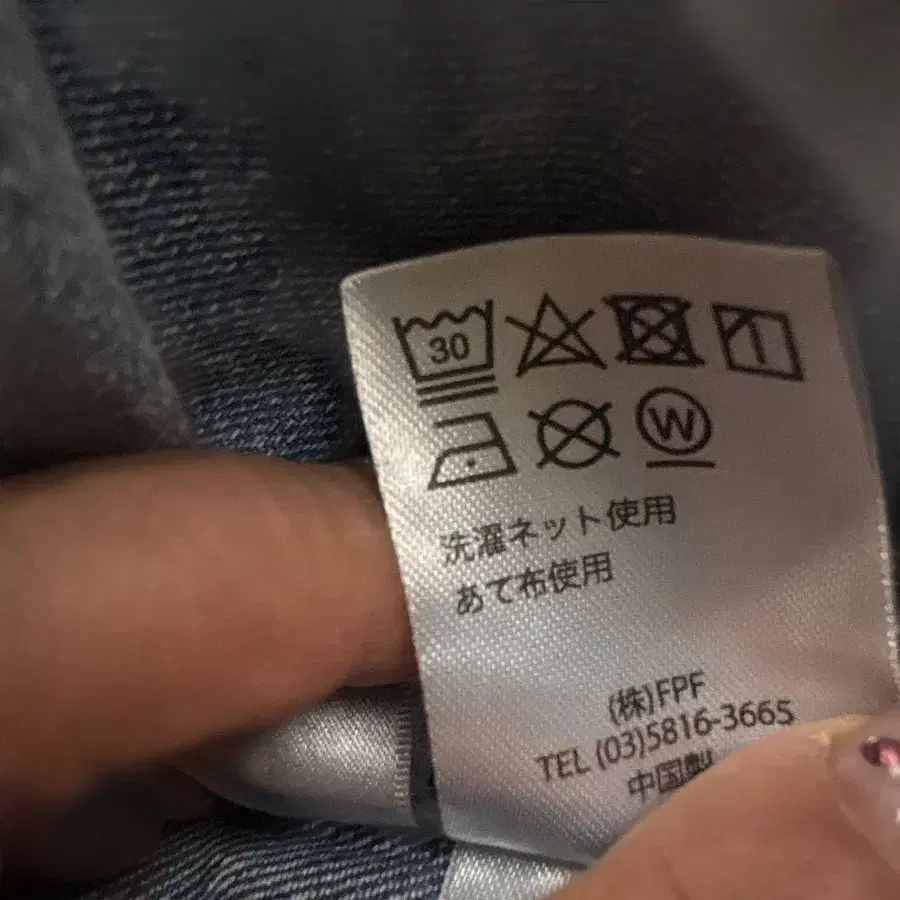 30
W
洗濯ネット使用
あて布使用
(株)FPF
TEL (03)5816-3665
中国製